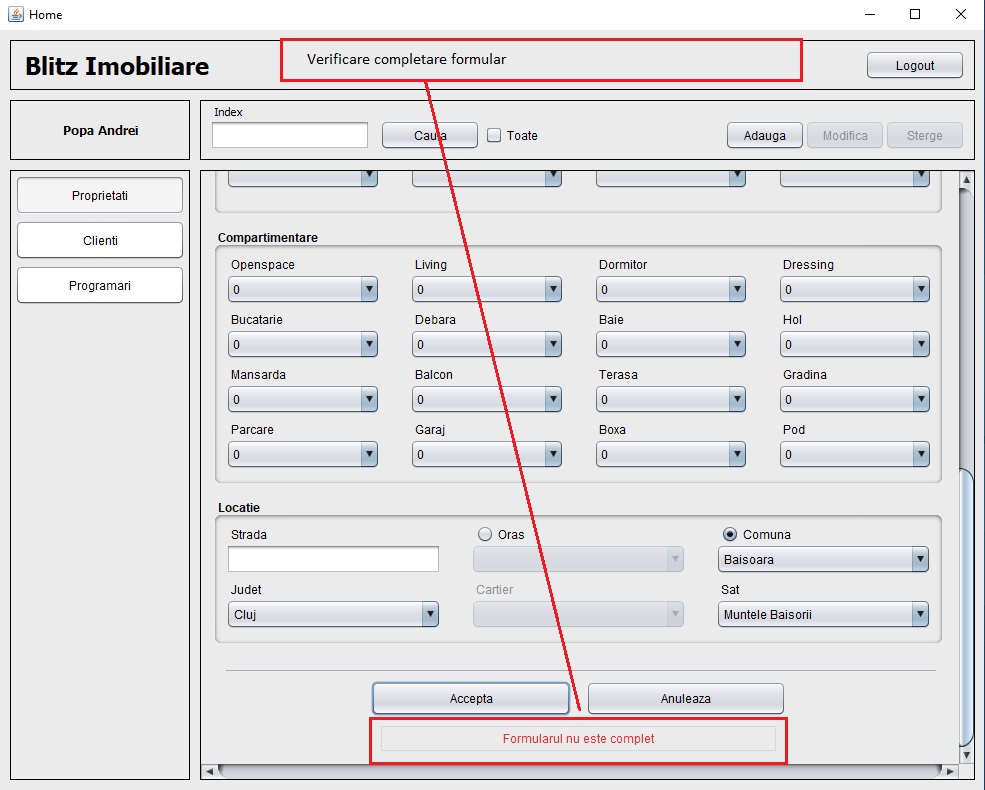 Home
Blitz Imobiliare
Verificare completare formular
Logout
Popa Andrei
Index
Cauta
Toate
Adauga
Modifica
Sterge
Proprietati
Clienti
Programari
Compartimentare
Openspace Living Dormitor Dressing
0 0 0 0
Bucatarie Debara Baie Hol
0 0 0 0
Mansarda Balcon Terasa Gradina
0 0 0 0
Parcare Garaj Boxa Pod
0 0 0 0
Locatie
Strada Oras Comuna
Baisoara
Judet Cartier Sat
Cluj Muntele Baisorii
Accepta Anuleaza
Formularul nu este complet